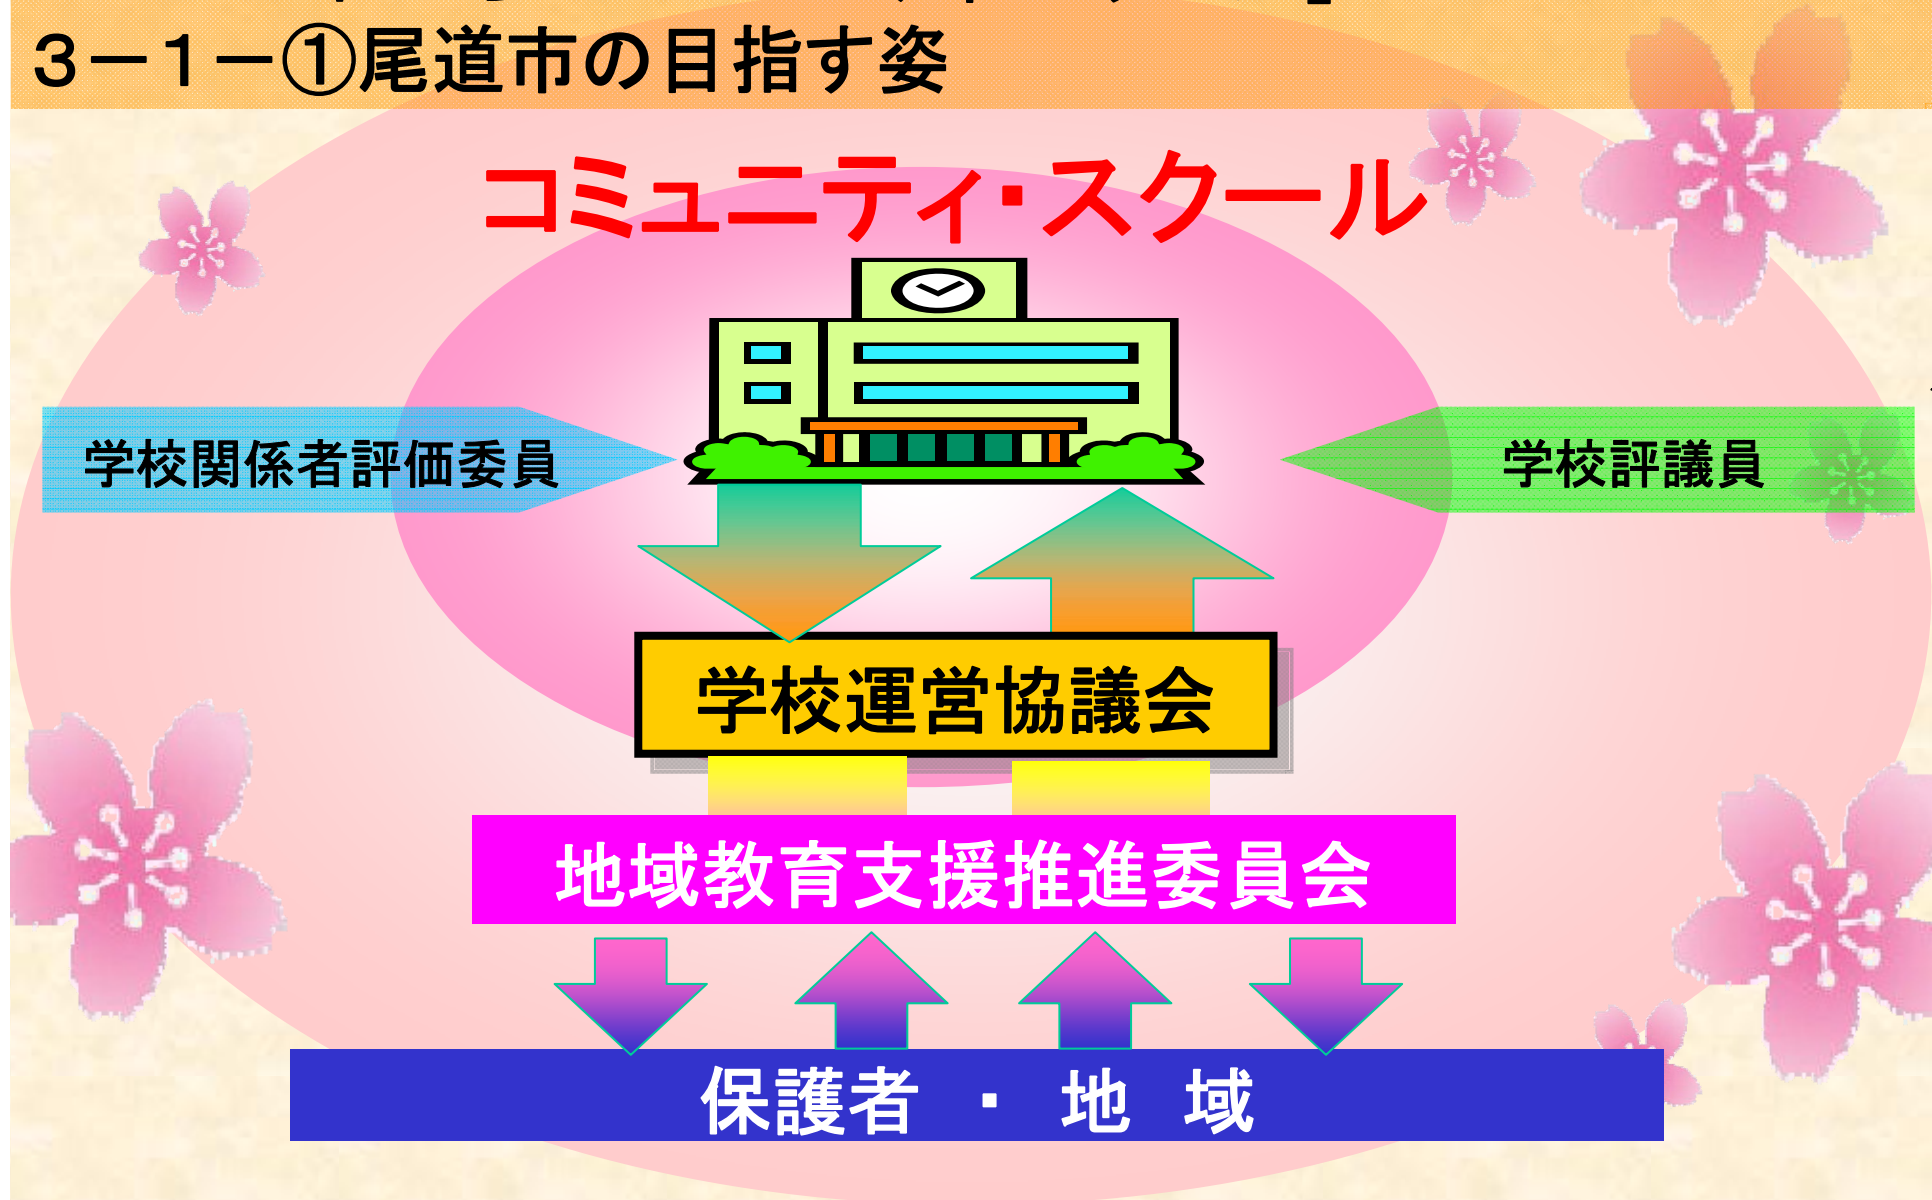 ３－１－①尾道市の目指す姿
コミュニティ・スクール
学校関係者評価委員
学校評議員
学校運営協議会
地域教育支援推進委員会
保護者　・　地　域